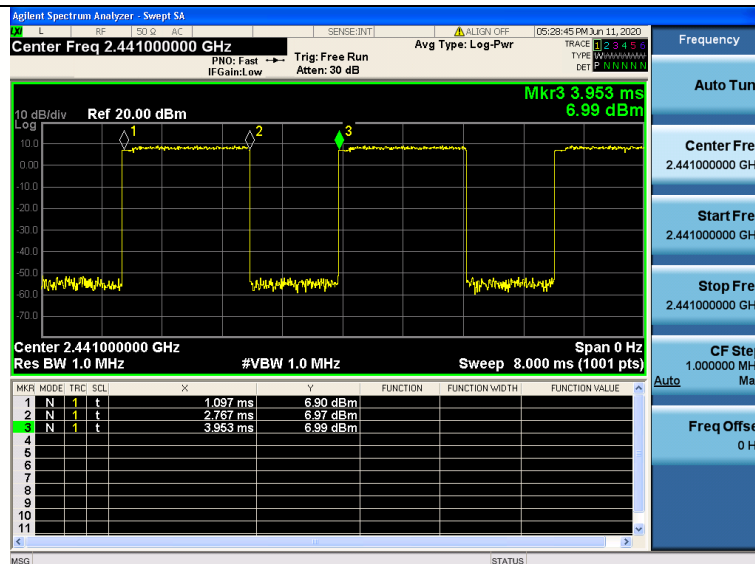 Agilent Spectrum Analyzer - Swept SA
LXI L RF 50 Ω AC SENSE:INT ALIGN OFF 05:28:45 PM Jun 11, 2020
Center Freq 2.441000000 GHz
PNO: Fast
IFGain:Low
Trig: Free Run
Atten: 30 dB
Avg Type: Log-Pwr
TRACE 1 2 3 4 5 6
TYPE WWWWWW
DET P N N N N N
Mkr3 3.953 ms
6.99 dBm
10 dB/div Ref 20.00 dBm
Log
10.0
0.00
-10.0
-20.0
-30.0
-40.0
-50.0
-60.0
-70.0
1 2 3
Center 2.441000000 GHz Span 0 Hz
Res BW 1.0 MHz #VBW 1.0 MHz Sweep 8.000 ms (1001 pts)
MKR MODE TRC SCL X Y FUNCTION FUNCTION WIDTH FUNCTION VALUE
1 N 1 t 1.097 ms 6.90 dBm
2 N 1 t 2.767 ms 6.97 dBm
3 N 1 t 3.953 ms 6.99 dBm
4
5
6
7
8
9
10
11
MSG STATUS
Frequency
Auto Tun
Center Fre
2.441000000 GH
Start Fre
2.441000000 GH
Stop Fre
2.441000000 GH
CF Step
1.000000 MH
Auto Ma
Freq Offse
0 H